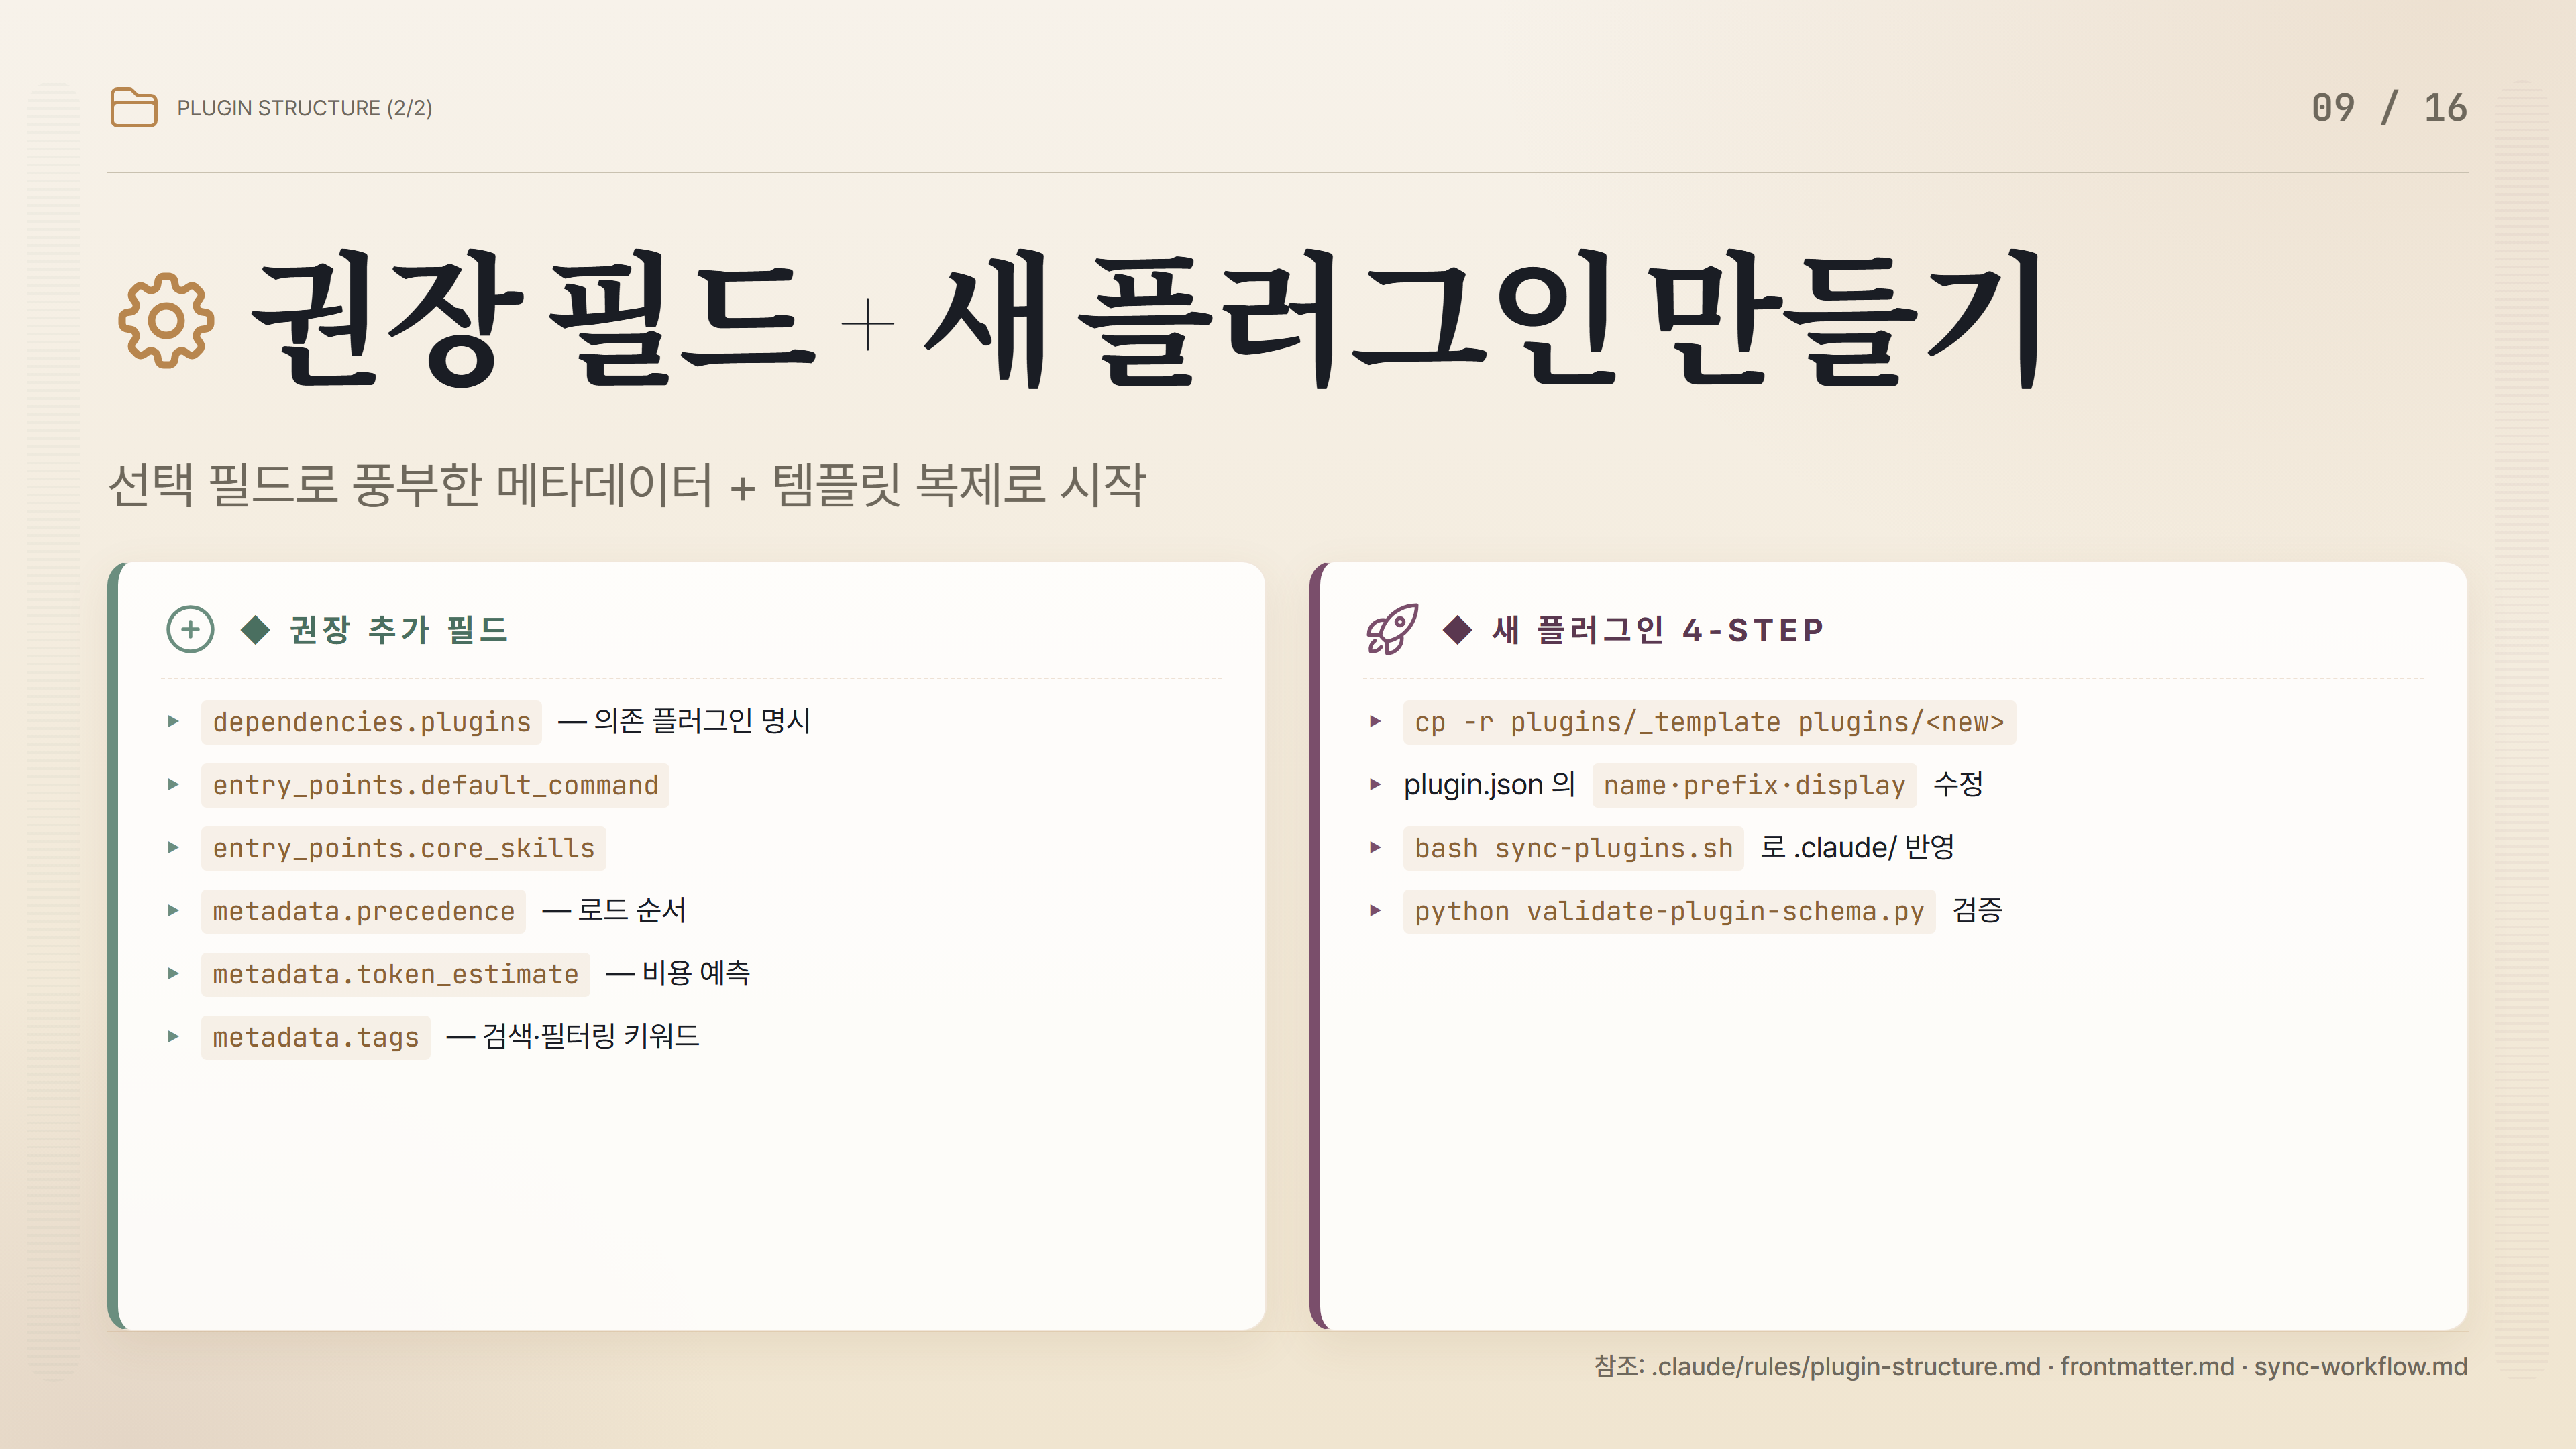 PLUGIN STRUCTURE (2/2)
09 / 16
권장 필드 + 새 플러그인 만들기
선택 필드로 풍부한 메타데이터 + 템플릿 복제로 시작
◆ 권장 추가 필드
▸ dependencies.plugins — 의존 플러그인 명시
▸ entry_points.default_command
▸ entry_points.core_skills
▸ metadata.precedence — 로드 순서
▸ metadata.token_estimate — 비용 예측
▸ metadata.tags — 검색·필터링 키워드
◆ 새 플러그인 4-STEP
▸ cp -r plugins/_template plugins/<new>
▸ plugin.json 의 name·prefix·display 수정
▸ bash sync-plugins.sh 로 .claude/ 반영
▸ python validate-plugin-schema.py 검증
참조: .claude/rules/plugin-structure.md · frontmatter.md · sync-workflow.md